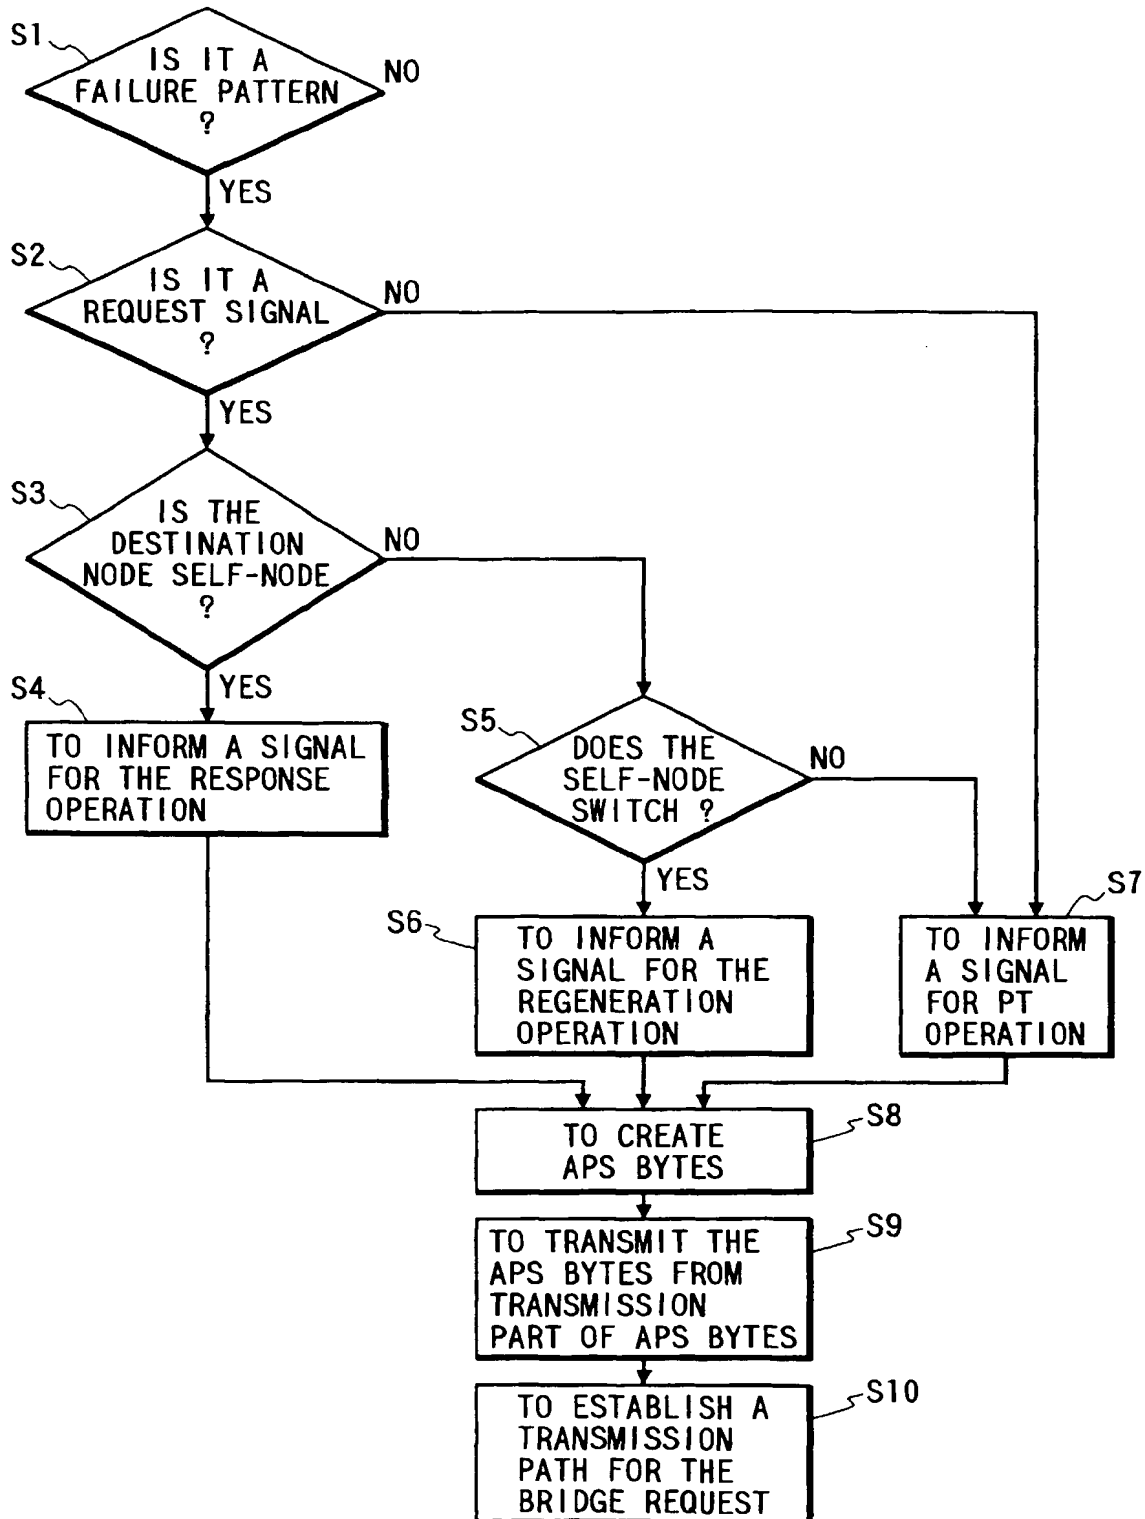 S1
IS IT A
FAILURE PATTERN
?
NO
YES
S2
IS IT A
REQUEST SIGNAL
?
NO
YES
S3
IS THE
DESTINATION
NODE SELF-NODE
?
NO
YES
S4
TO INFORM A SIGNAL
FOR THE RESPONSE
OPERATION
S5
DOES THE
SELF-NODE
SWITCH ?
NO
YES
S6
TO INFORM A
SIGNAL FOR THE
REGENERATION
OPERATION
S7
TO INFORM
A SIGNAL
FOR PT
OPERATION
S8
TO CREATE
APS BYTES
S9
TO TRANSMIT THE
APS BYTES FROM
TRANSMISSION
PART OF APS BYTES
S10
TO ESTABLISH A
TRANSMISSION
PATH FOR THE
BRIDGE REQUEST